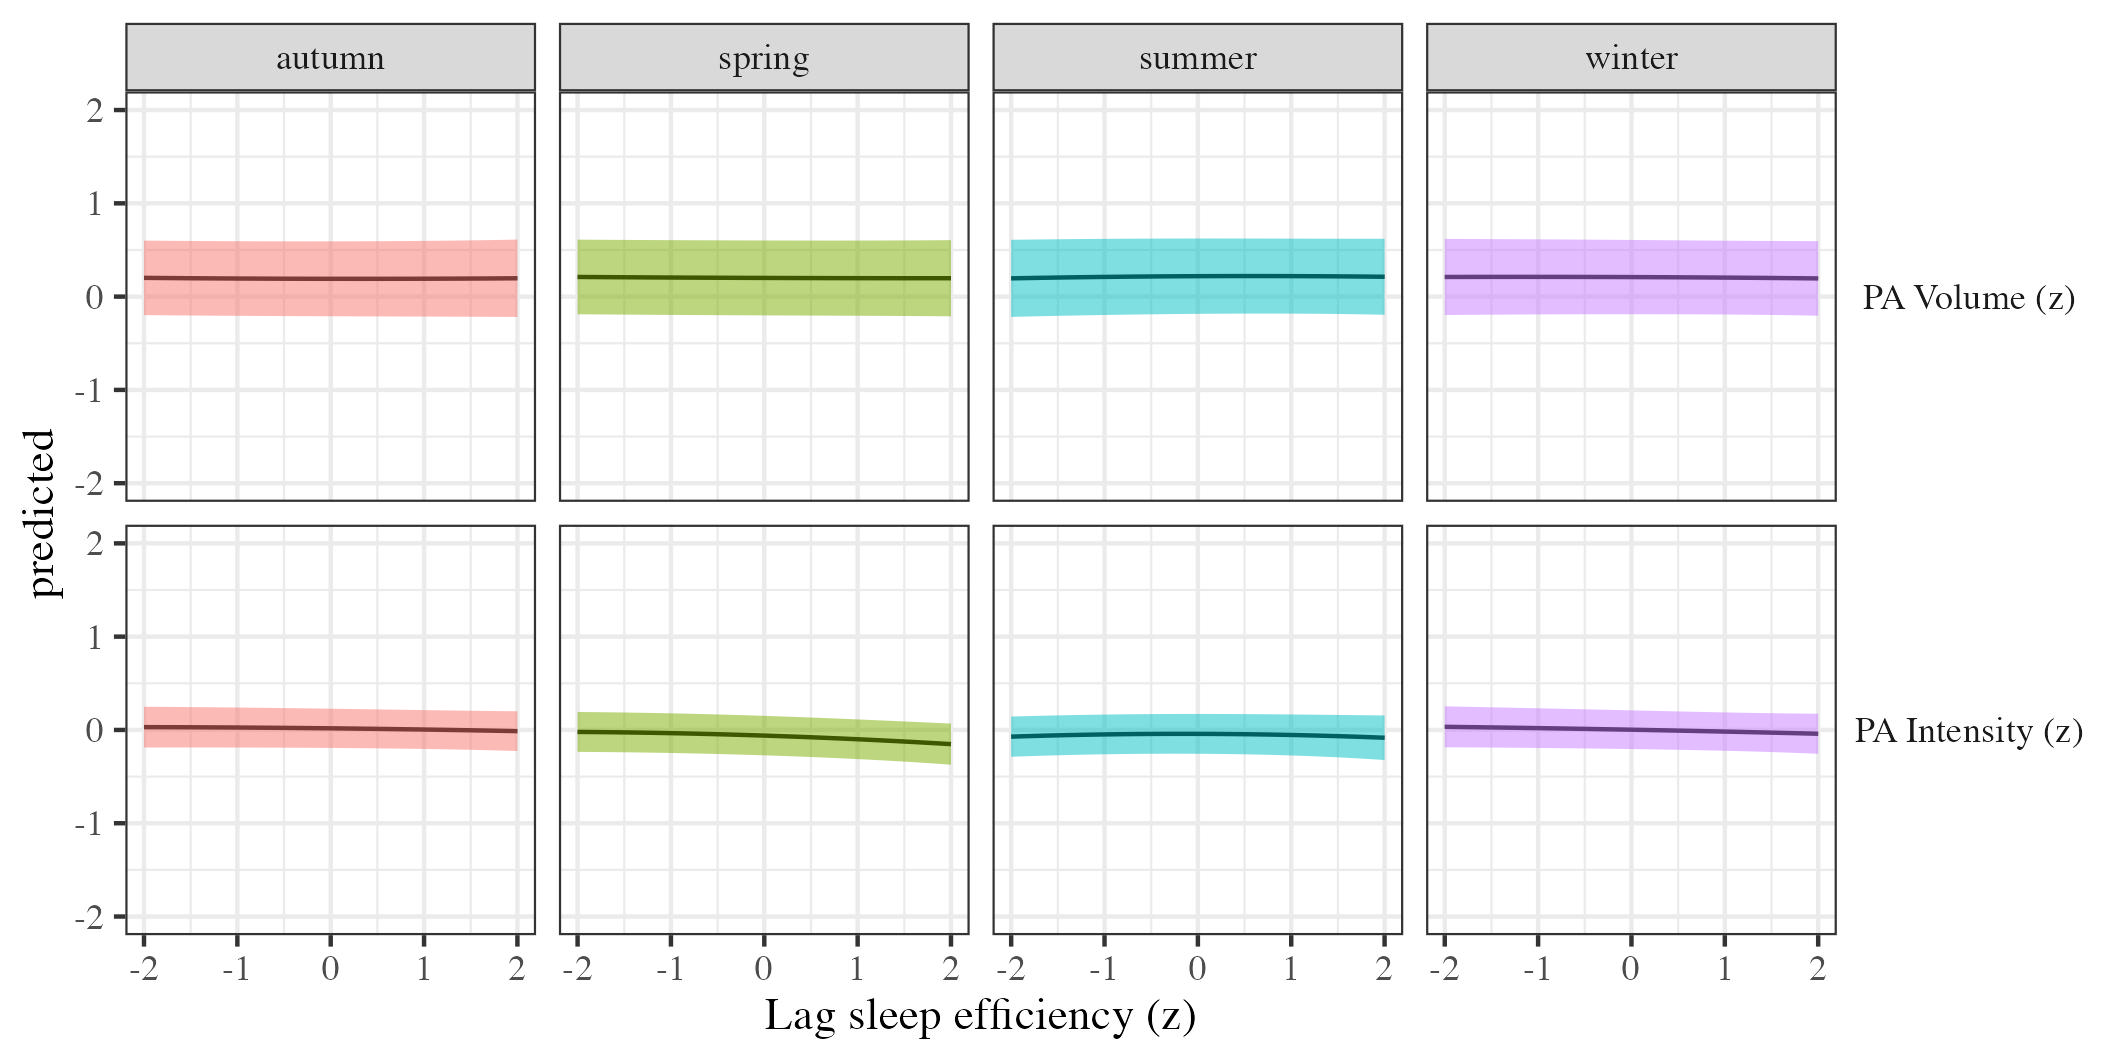 autumn spring summer winter
2
1
0
-1
-2
PA Volume (z)
predicted
2
1
0
-1
-2
PA Intensity (z)
-2 -1 0 1 2 -2 -1 0 1 2 -2 -1 0 1 2 -2 -1 0 1 2
Lag sleep efficiency (z)